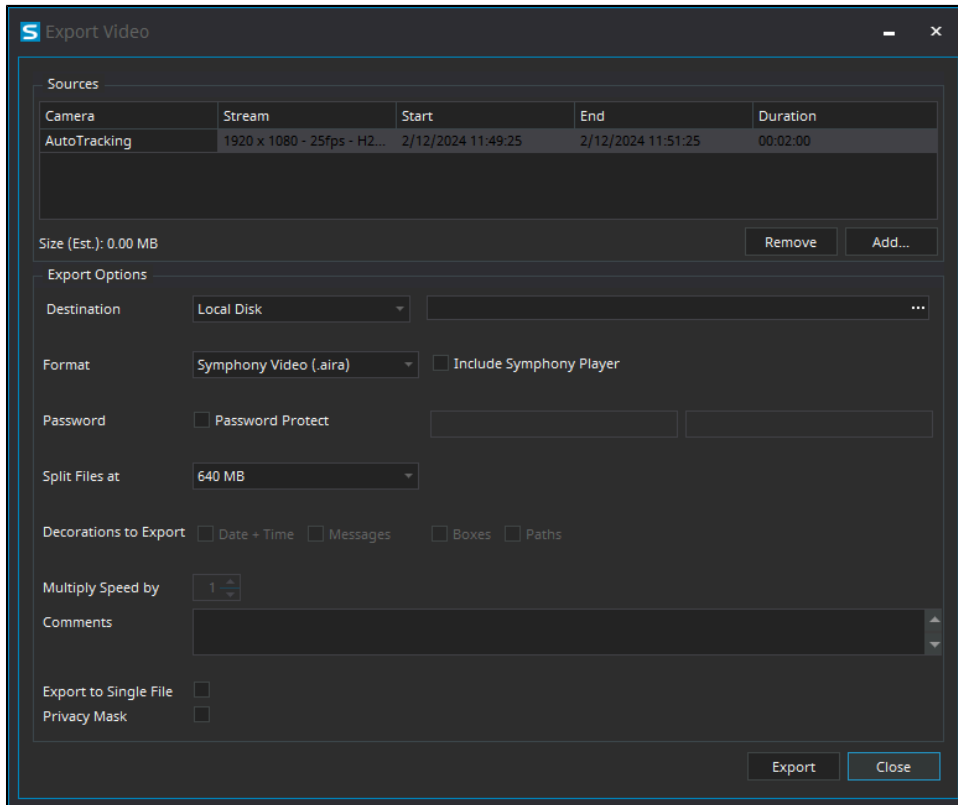 S Export Video
Sources
Camera Stream Start End Duration
AutoTracking 1920 x 1080 - 25fps - H2... 2/12/2024 11:49:25 2/12/2024 11:51:25 00:02:00
Size (Est.): 0.00 MB Remove Add...
Export Options
Destination Local Disk ...
Format Symphony Video (.aira) Include Symphony Player
Password Password Protect
Split Files at 640 MB
Decorations to Export Date + Time Messages Boxes Paths
Multiply Speed by 1
Comments
Export to Single File
Privacy Mask
Export Close